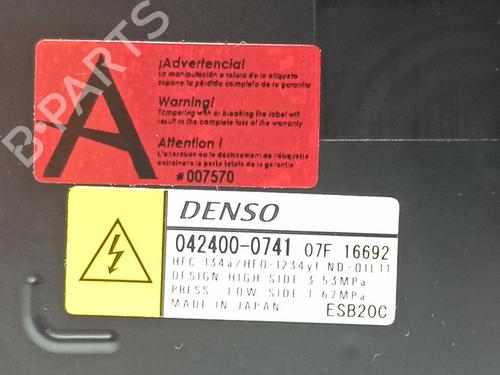 B-PARTS
A
¡Advertencia!
La manipulación o rotura de la etiqueta
supone la pérdida completa de la garantía
Warning!
Tampering with or breaking the label will
result in the complete loss of the warranty
Attention !
L'altération ou le déchirement de l'étiquette
entraînera la perte totale de la garantie
#007570
DENSO
042400-0741 07F 16692
HFC-134a/HFO-1234yf ND-OIL11
DESIGN HIGH SIDE 3.53MPa
PRESS LOW SIDE 1.67MPa
MADE IN JAPAN ESB20C